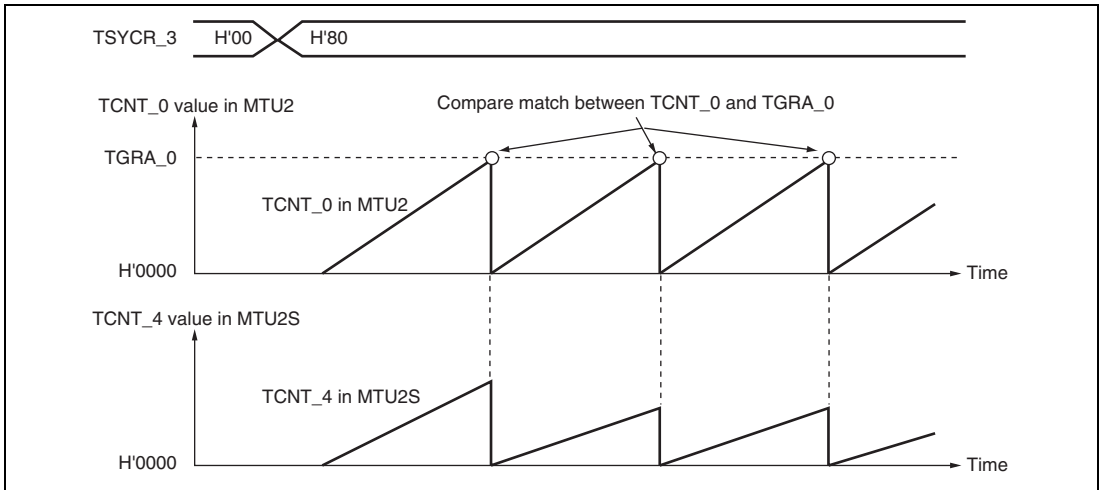 TSYCR_3 H'00 H'80
TCNT_0 value in MTU2
Compare match between TCNT_0 and TGRA_0
TGRA_0
TCNT_0 in MTU2
H'0000
Time
TCNT_4 value in MTU2S
TCNT_4 in MTU2S
H'0000
Time